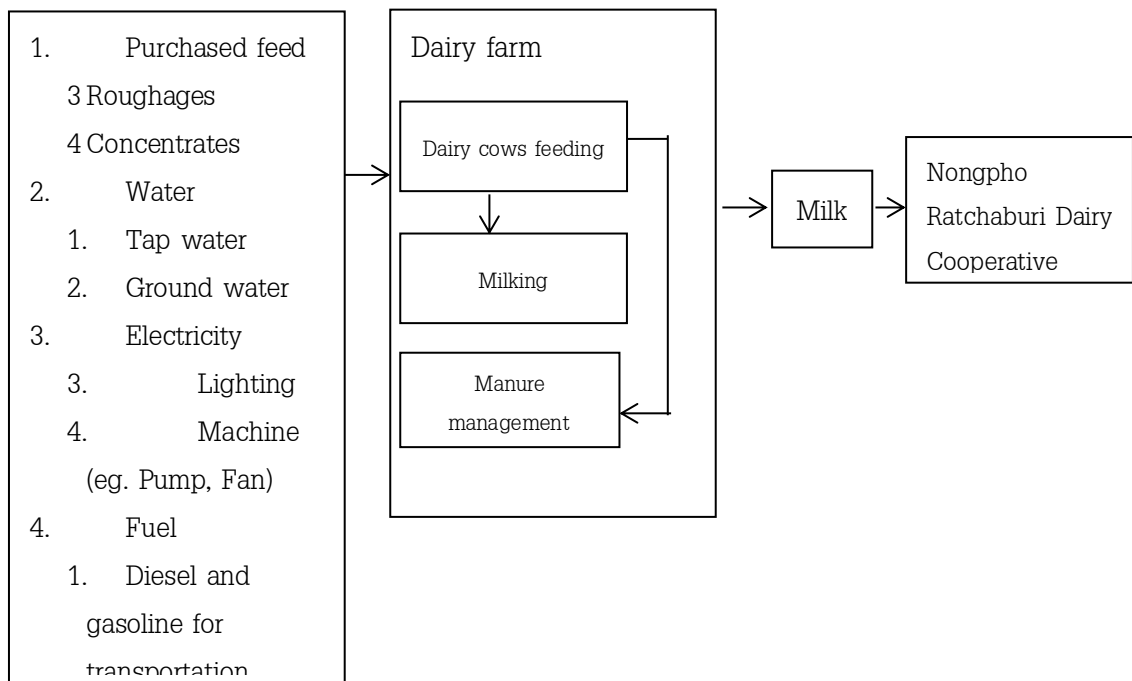 1. Purchased feed
3 Roughages
4 Concentrates
2. Water
1. Tap water
2. Ground water
3. Electricity
3. Lighting
4. Machine
(eg. Pump, Fan)
4. Fuel
1. Diesel and
gasoline for
transportation
Dairy farm
Dairy cows feeding
Milking
Manure
management
Milk
Nongpho
Ratchaburi Dairy
Cooperative